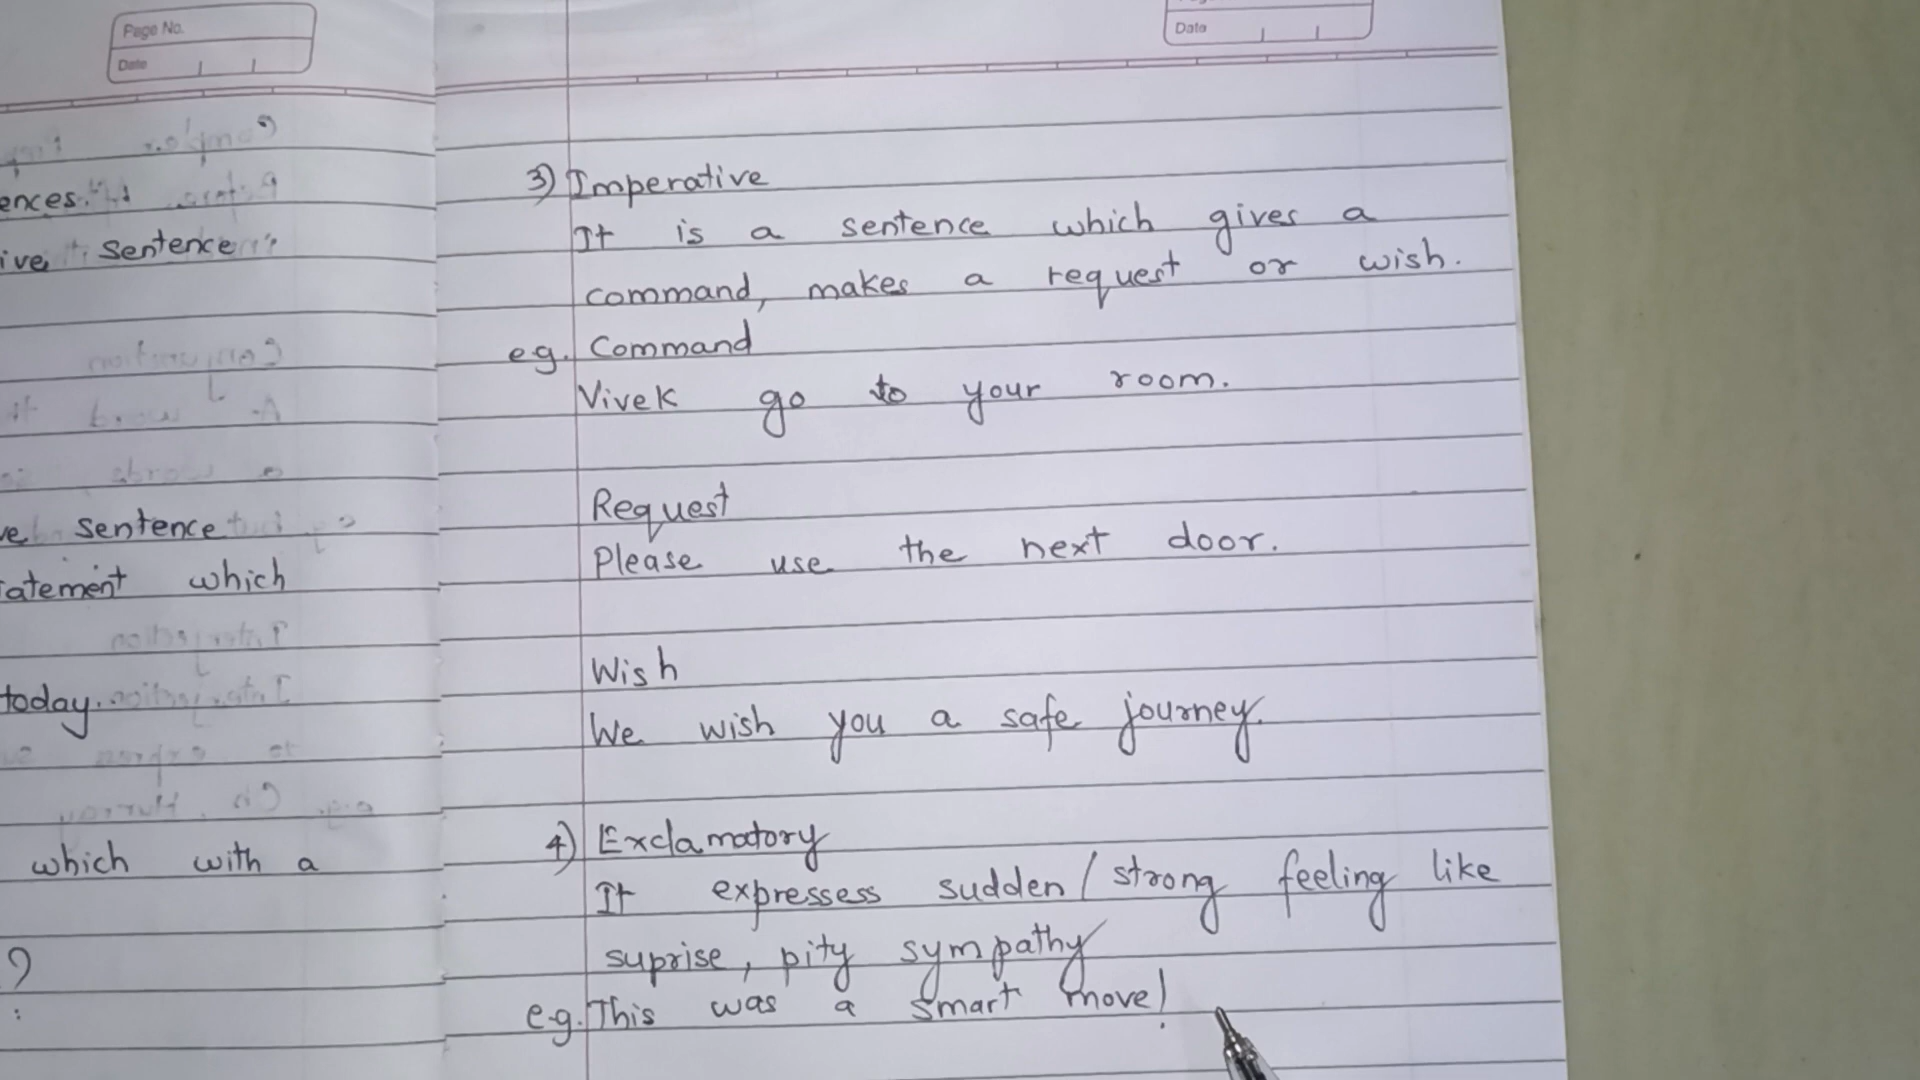 Page No.
Date
ences.
ive sentence
ve sentence
atement which
today.
which with a
?
:
Date
3) Imperative
It is a sentence which gives a
command, makes a request or wish.
eg. Command
Vivek go to your room.
Request
Please use the next door.
Wish
We wish you a safe journey.
4) Exclamatory
It expressess sudden/strong feeling like
suprise, pity sympathy
e.g. This was a smart move!